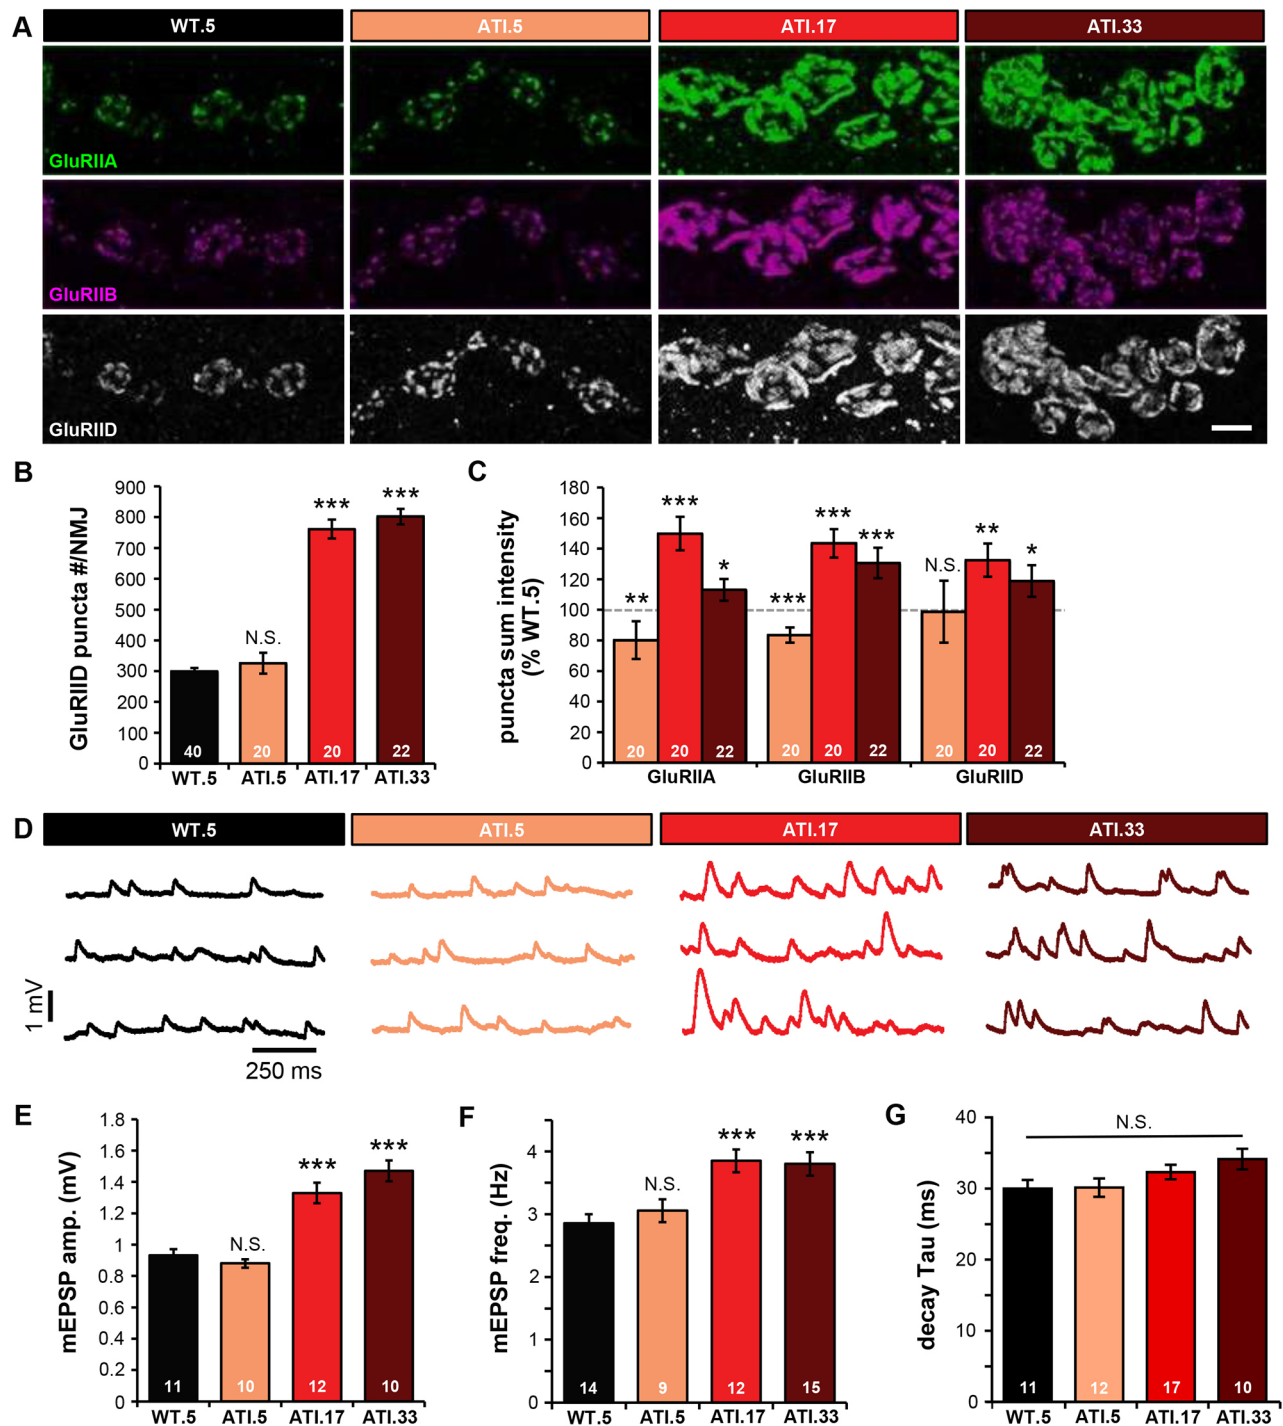 A
WT.5
ATI.5
ATI.17
ATI.33
GluRIIA
GluRIIB
GluRIID
B
GluRIID puncta #/NMJ
900
800
700
600
500
400
300
200
100
0
N.S.
***
***
40
20
20
22
WT.5
ATI.5
ATI.17
ATI.33
C
puncta sum intensity
(% WT.5)
180
160
140
120
100
80
60
40
20
0
**
***
*
***
***
***
N.S.
**
*
20
20
22
20
20
22
20
20
22
GluRIIA
GluRIIB
GluRIID
D
WT.5
ATI.5
ATI.17
ATI.33
1 mV
250 ms
E
mEPSP amp. (mV)
1.8
1.6
1.4
1.2
1
0.8
0.6
0.4
0.2
0
N.S.
***
***
11
10
12
10
WT.5
ATI.5
ATI.17
ATI.33
F
mEPSP freq. (Hz)
4
3
2
1
0
N.S.
***
***
14
9
12
15
WT.5
ATI.5
ATI.17
ATI.33
G
decay Tau (ms)
40
30
20
10
0
N.S.
11
12
17
10
WT.5
ATI.5
ATI.17
ATI.33